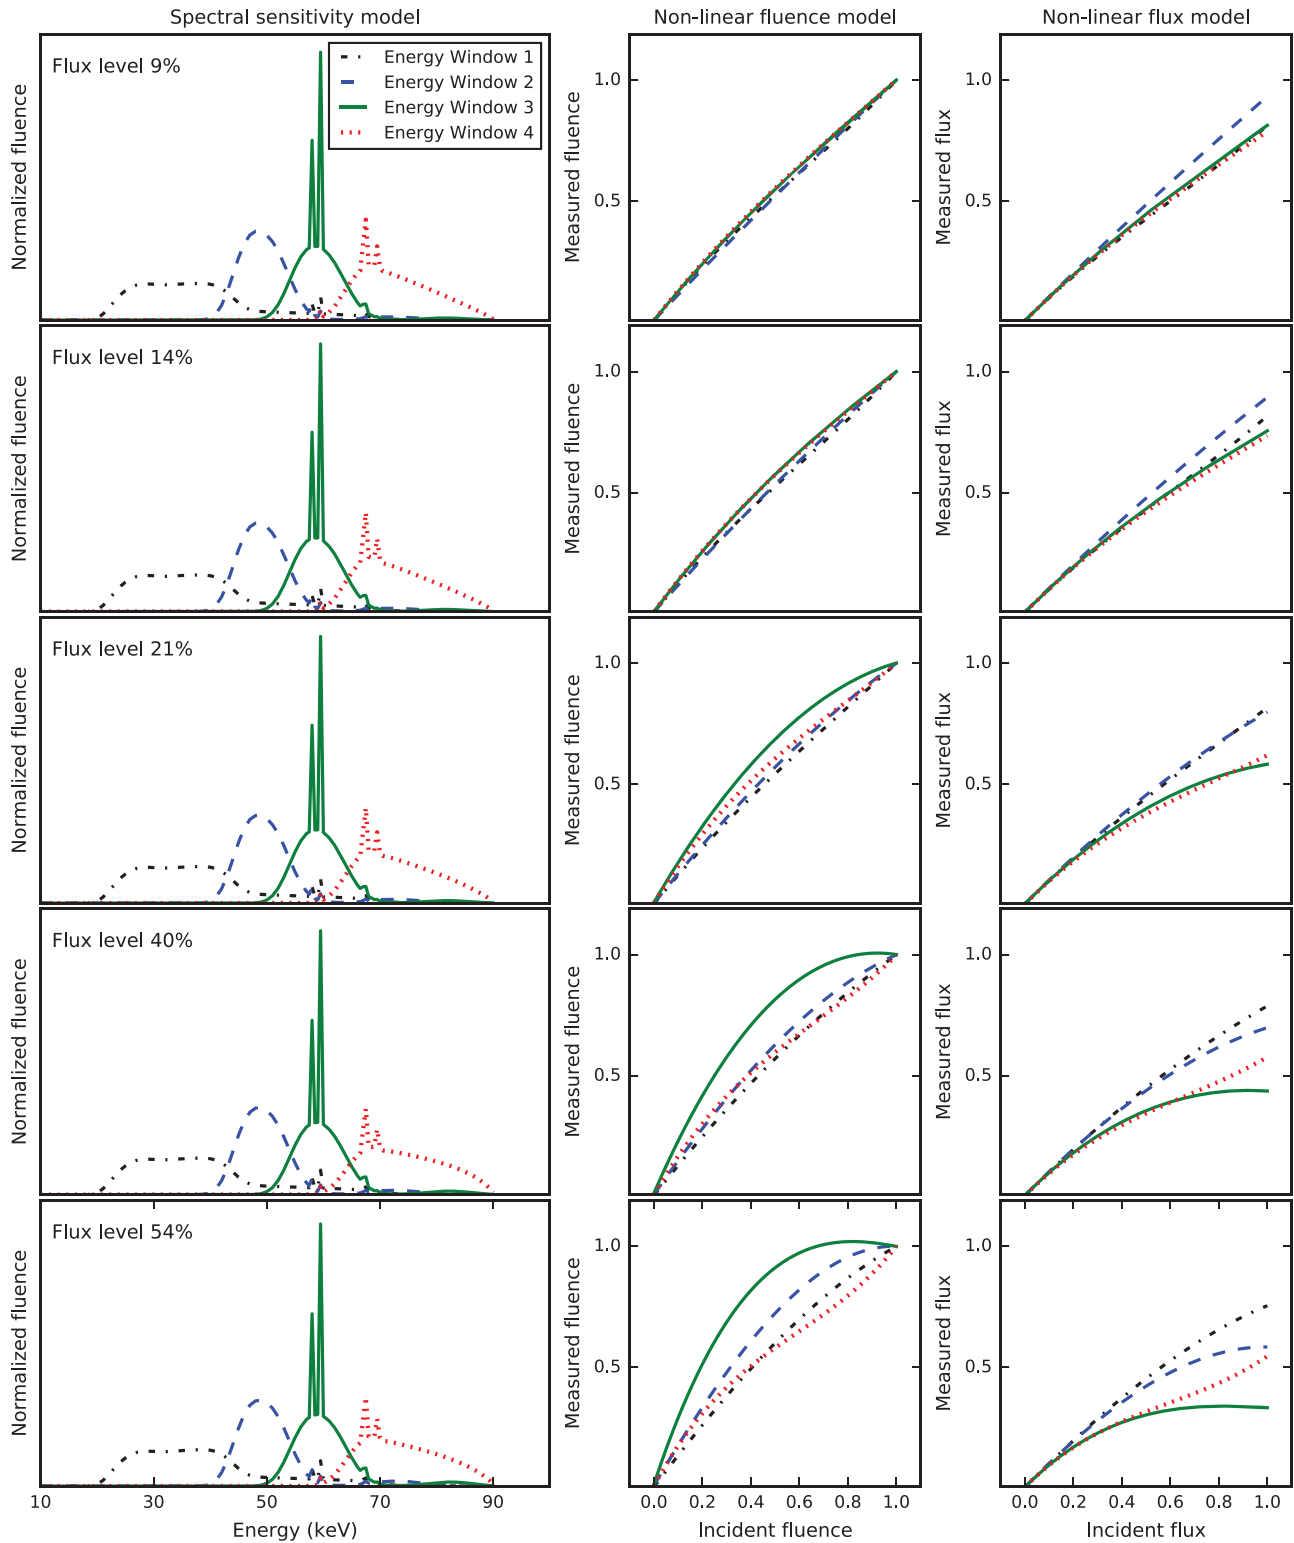 Spectral sensitivity model
Non-linear fluence model
Non-linear flux model
Normalized fluence
Flux level 9%
Energy Window 1
Energy Window 2
Energy Window 3
Energy Window 4
Measured fluence
1.0
0.5
Measured flux
1.0
0.5
Normalized fluence
Flux level 14%
Measured fluence
1.0
0.5
Measured flux
1.0
0.5
Normalized fluence
Flux level 21%
Measured fluence
1.0
0.5
Measured flux
1.0
0.5
Normalized fluence
Flux level 40%
Measured fluence
1.0
0.5
Measured flux
1.0
0.5
Normalized fluence
Flux level 54%
Measured fluence
1.0
0.5
Measured flux
1.0
0.5
10 30 50 70 90
0.0 0.2 0.4 0.6 0.8 1.0
0.0 0.2 0.4 0.6 0.8 1.0
Energy (keV)
Incident fluence
Incident flux